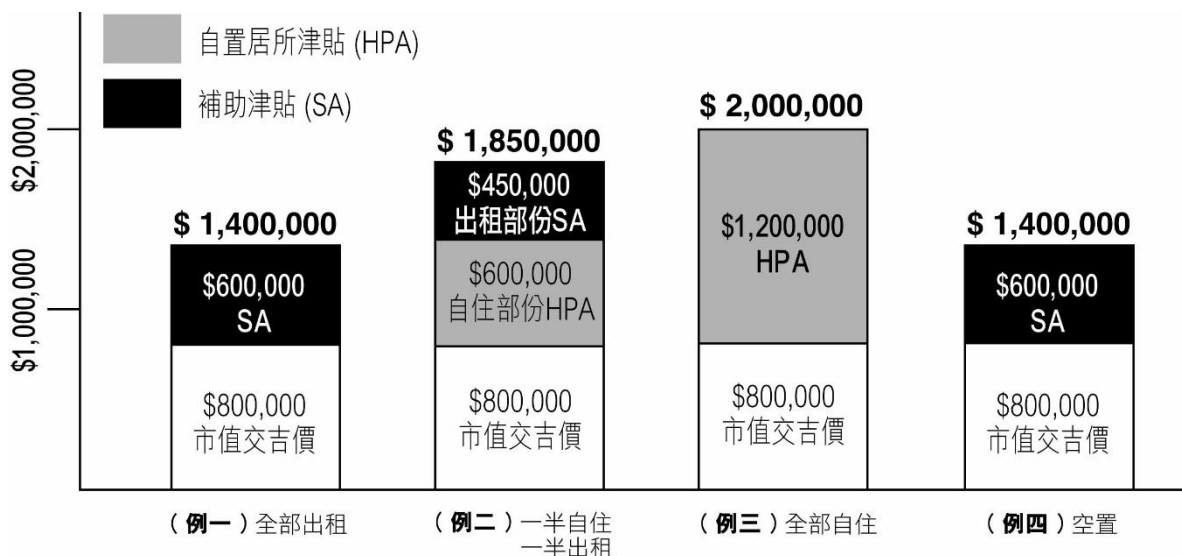 自置居所津貼 (HPA)
補助津貼 (SA)
$2,000,000
$1,000,000
$ 1,400,000
$600,000
SA
$800,000
市值交吉價
$ 1,850,000
$450,000
出租部份SA
$600,000
自住部份HPA
$800,000
市值交吉價
$ 2,000,000
$1,200,000
HPA
$800,000
市值交吉價
$ 1,400,000
$600,000
SA
$800,000
市值交吉價
(例一) 全部出租
(例二) 一半自住
一半出租
(例三) 全部自住
(例四) 空置